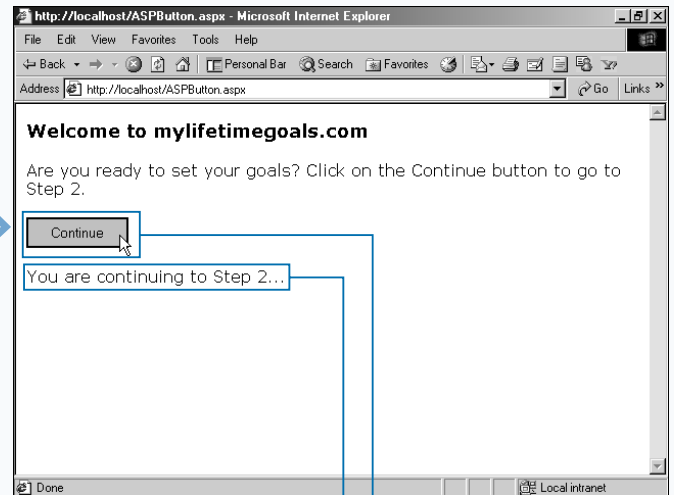 http://localhost/ASPButton.aspx - Microsoft Internet Explorer
File Edit View Favorites Tools Help
Back Personal Bar Search Favorites
Address http://localhost/ASPButton.aspx Go Links »
Welcome to mylifetimegoals.com
Are you ready to set your goals? Click on the Continue button to go to
Step 2.
Continue
You are continuing to Step 2...
Done Local intranet